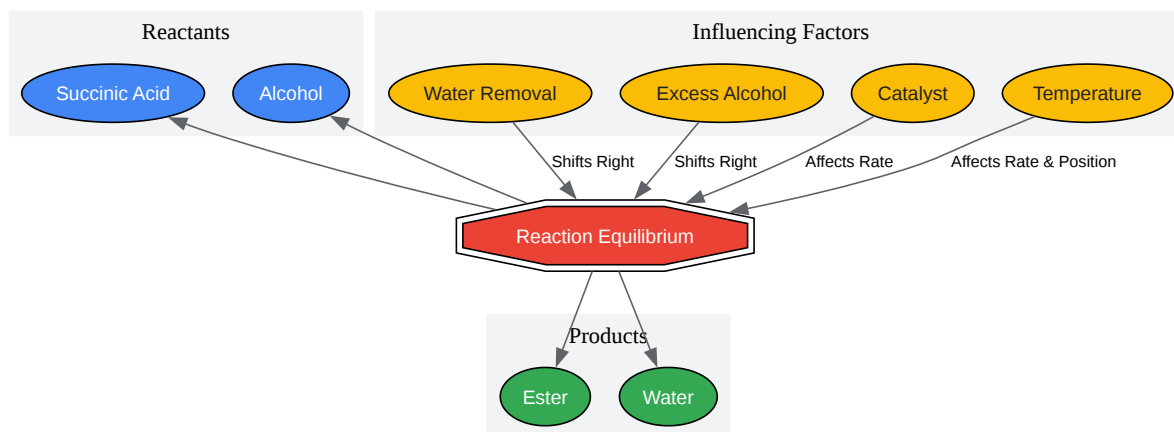 Reactants
Influencing Factors
Succinic Acid
Alcohol
Water Removal
Excess Alcohol
Catalyst
Temperature
Shifts Right
Shifts Right
Affects Rate
Affects Rate & Position
Reaction Equilibrium
Products
Ester
Water